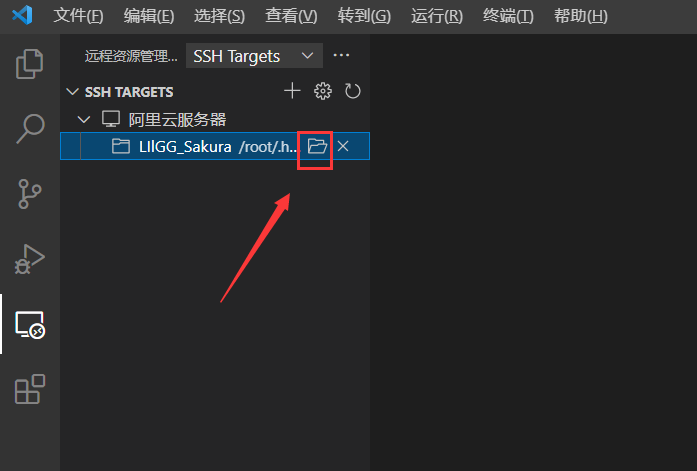 文件(F) 编辑(E) 选择(S) 查看(V) 转到(G) 运行(R) 终端(T) 帮助(H)
远程资源管理... SSH Targets
SSH TARGETS
阿里云服务器
LIlGG_Sakura /root/.h...